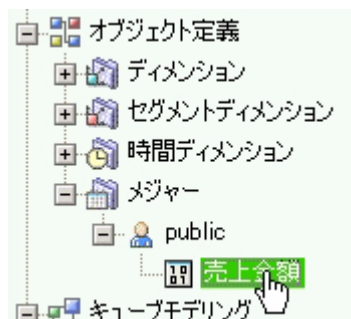 オブジェクト定義
ディメンション
セグメントディメンション
時間ディメンション
メジャー
public
売上金額
キューブモデリング